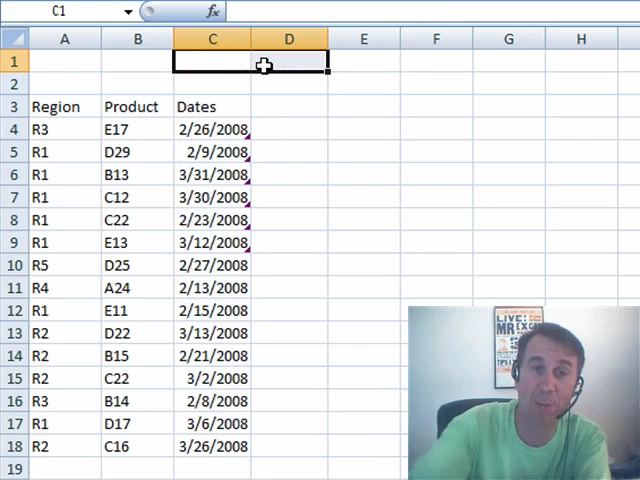 C1 fx
A B C D E F G H
1
2
3 Region Product Dates
4 R3 E17 2/26/2008
5 R1 D29 2/9/2008
6 R1 B13 3/31/2008
7 R1 C12 3/30/2008
8 R1 C22 2/23/2008
9 R1 E13 3/12/2008
10 R5 D25 2/27/2008
11 R4 A24 2/13/2008
12 R1 E11 2/15/2008
13 R2 D22 3/13/2008
14 R2 B15 2/21/2008
15 R2 C22 3/2/2008
16 R3 B14 2/8/2008
17 R1 D17 3/6/2008
18 R2 C16 3/26/2008
19
LIVE!
MR EXC